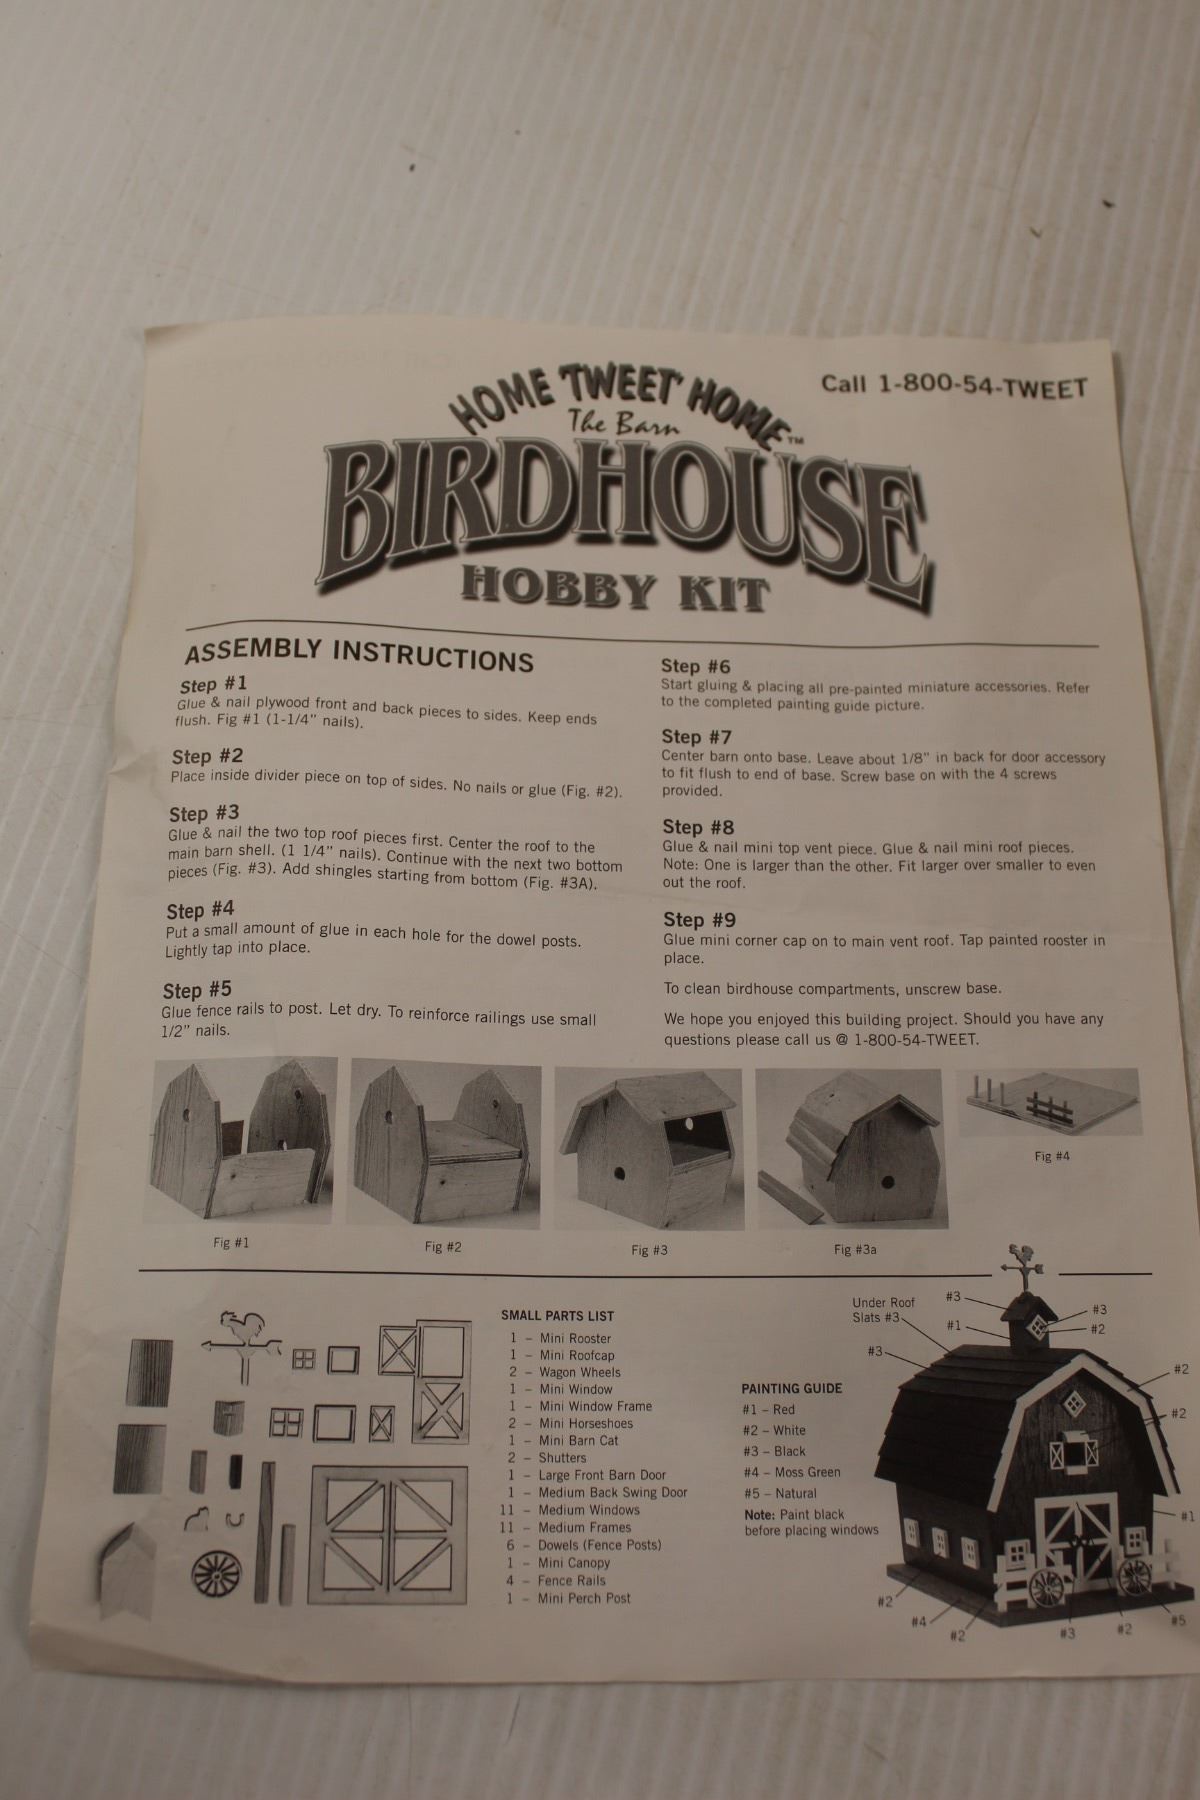 Call 1-800-54-TWEET
HOME TWEET HOME™
The Barn
BIRDHOUSE
HOBBY KIT
ASSEMBLY INSTRUCTIONS
Step #1
Glue & nail plywood front and back pieces to sides. Keep ends
flush. Fig #1 (1-1/4" nails).
Step #2
Place inside divider piece on top of sides. No nails or glue (Fig. #2).
Step #3
Glue & nail the two top roof pieces first. Center the roof to the
main barn shell. (1 1/4" nails). Continue with the next two bottom
pieces (Fig. #3). Add shingles starting from bottom (Fig. #3A).
Step #4
Put a small amount of glue in each hole for the dowel posts.
Lightly tap into place.
Step #5
Glue fence rails to post. Let dry. To reinforce railings use small
1/2" nails.
Step #6
Start gluing & placing all pre-painted miniature accessories. Refer
to the completed painting guide picture.
Step #7
Center barn onto base. Leave about 1/8" in back for door accessory
to fit flush to end of base. Screw base on with the 4 screws
provided.
Step #8
Glue & nail mini top vent piece. Glue & nail mini roof pieces.
Note: One is larger than the other. Fit larger over smaller to even
out the roof.
Step #9
Glue mini corner cap on to main vent roof. Tap painted rooster in
place.
To clean birdhouse compartments, unscrew base.
We hope you enjoyed this building project. Should you have any
questions please call us @ 1-800-54-TWEET.
Fig #1
Fig #2
Fig #3
Fig #3a
Fig #4
SMALL PARTS LIST
1 – Mini Rooster
1 – Mini Roofcap
2 – Wagon Wheels
1 – Mini Window
1 – Mini Window Frame
2 – Mini Horseshoes
1 – Mini Barn Cat
2 – Shutters
1 – Large Front Barn Door
1 – Medium Back Swing Door
11 – Medium Windows
11 – Medium Frames
6 – Dowels (Fence Posts)
1 – Mini Canopy
4 – Fence Rails
1 – Mini Perch Post
PAINTING GUIDE
#1 – Red
#2 – White
#3 – Black
#4 – Moss Green
#5 – Natural
Note: Paint black
before placing windows
Under Roof
Slats #3
#3
#3
#1
#2
#3
#2
#2
#1
#2
#4
#2
#3
#2
#5